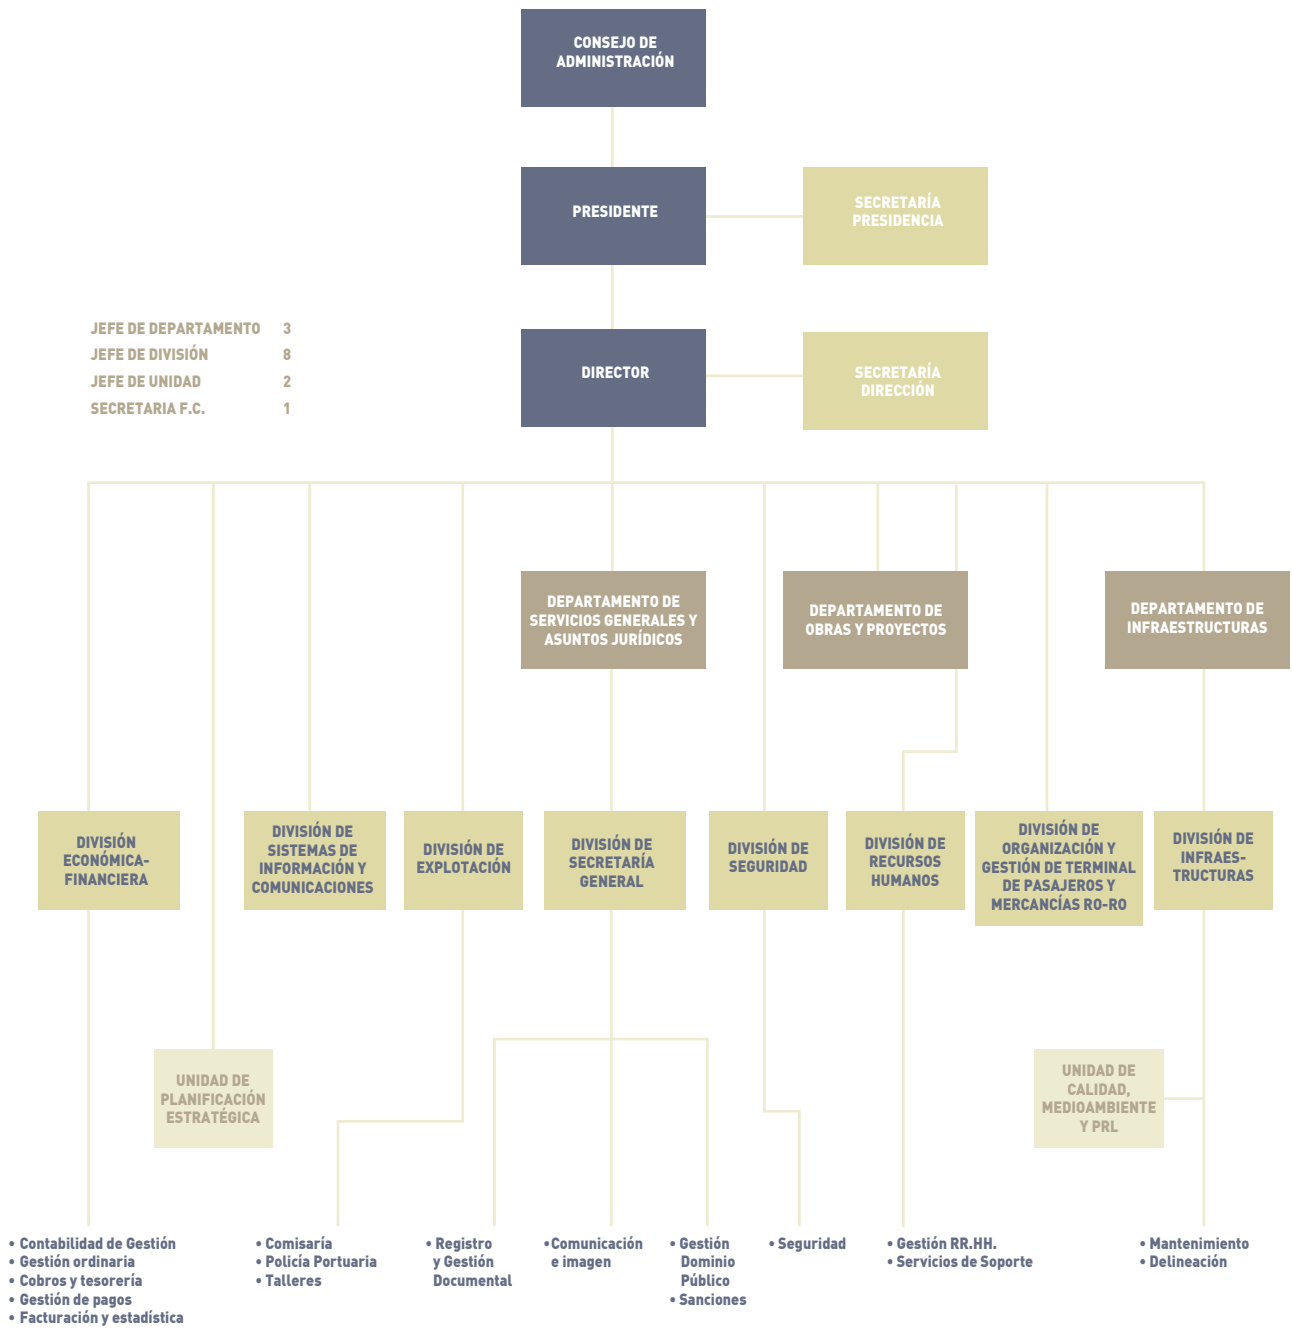 CONSEJO DE
ADMINISTRACIÓN
PRESIDENTE
SECRETARÍA
PRESIDENCIA
JEFE DE DEPARTAMENTO 3
JEFE DE DIVISIÓN 8
JEFE DE UNIDAD 2
SECRETARIA F.C. 1
DIRECTOR
SECRETARÍA
DIRECCIÓN
DEPARTAMENTO DE
SERVICIOS GENERALES Y
ASUNTOS JURÍDICOS
DEPARTAMENTO DE
OBRAS Y PROYECTOS
DEPARTAMENTO DE
INFRAESTRUCTURAS
DIVISIÓN
ECONÓMICA-
FINANCIERA
DIVISIÓN DE
SISTEMAS DE
INFORMACIÓN Y
COMUNICACIONES
DIVISIÓN DE
EXPLOTACIÓN
DIVISIÓN DE
SECRETARÍA
GENERAL
DIVISIÓN DE
SEGURIDAD
DIVISIÓN DE
RECURSOS
HUMANOS
DIVISIÓN DE
ORGANIZACIÓN Y
GESTIÓN DE TERMINAL
DE PASAJEROS Y
MERCANCÍAS RO-RO
DIVISIÓN DE
INFRAES-
TRUCTURAS
UNIDAD DE
PLANIFICACIÓN
ESTRATÉGICA
UNIDAD DE
CALIDAD,
MEDIOAMBIENTE
Y PRL
• Contabilidad de Gestión
• Gestión ordinaria
• Cobros y tesorería
• Gestión de pagos
• Facturación y estadística
• Comisaría
• Policía Portuaria
• Talleres
• Registro
y Gestión
Documental
•Comunicación
e imagen
• Gestión
Dominio
Público
• Sanciones
• Seguridad
• Gestión RR.HH.
• Servicios de Soporte
• Mantenimiento
• Delineación